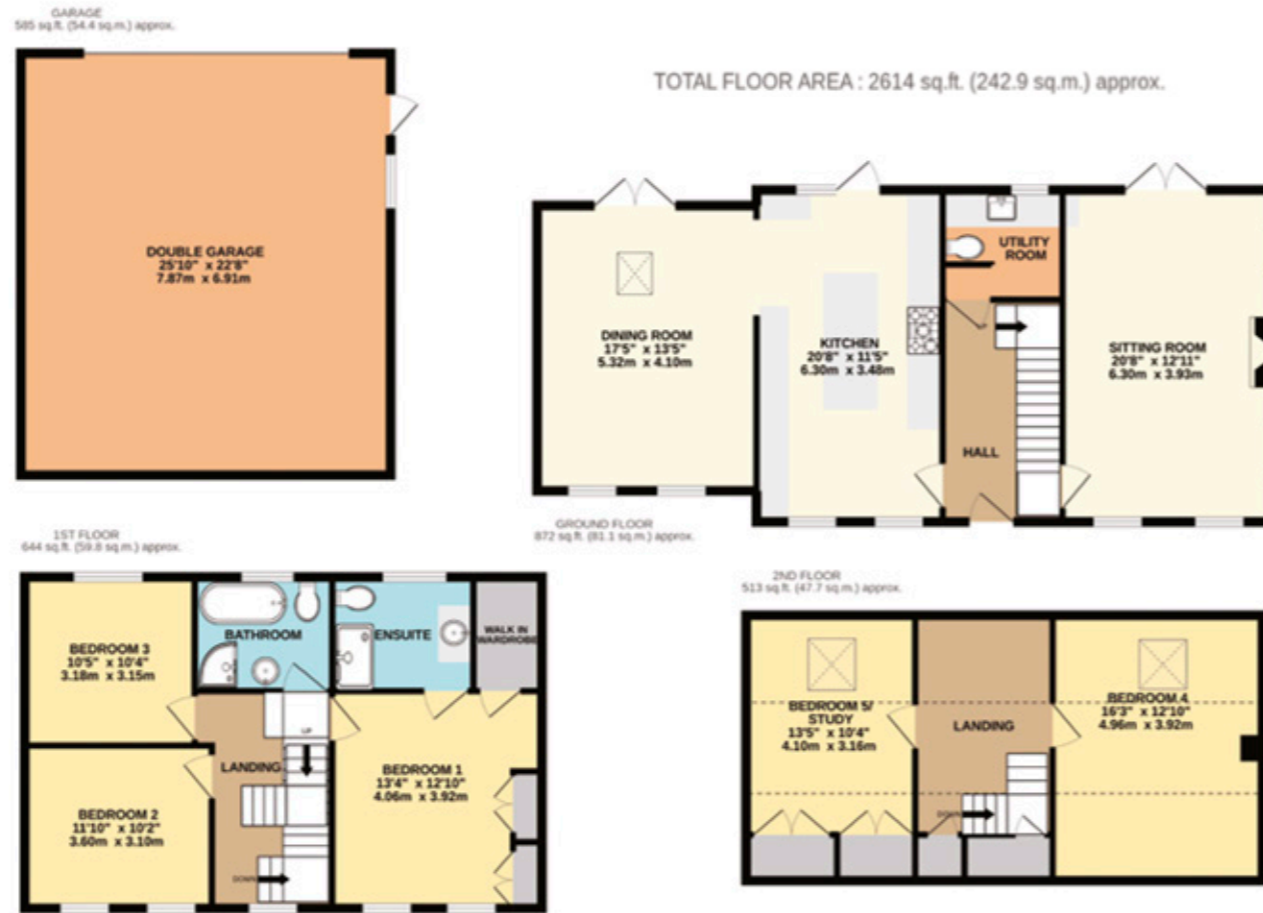 GARAGE
585 sq.ft. (54.4 sq.m.) approx.
TOTAL FLOOR AREA : 2614 sq.ft. (242.9 sq.m.) approx.
DOUBLE GARAGE
25'10" x 22'8"
7.87m x 6.91m
DINING ROOM
17'5" x 13'5"
5.32m x 4.10m
KITCHEN
20'8" x 11'5"
6.30m x 3.48m
UTILITY
ROOM
UP
HALL
SITTING ROOM
20'8" x 12'11"
6.30m x 3.93m
GROUND FLOOR
872 sq.ft. (81.1 sq.m.) approx.
1ST FLOOR
644 sq.ft. (59.8 sq.m.) approx.
BEDROOM 3
10'5" x 10'4"
3.18m x 3.15m
BATHROOM
ENSUITE
WALK IN
WARDROBE
UP
LANDING
BEDROOM 1
13'4" x 12'10"
4.06m x 3.92m
BEDROOM 2
11'10" x 10'2"
3.60m x 3.10m
DOWN
2ND FLOOR
513 sq.ft. (47.7 sq.m.) approx.
BEDROOM 5/
STUDY
13'5" x 10'4"
4.10m x 3.16m
LANDING
BEDROOM 4
16'3" x 12'10"
4.96m x 3.92m
DOWN